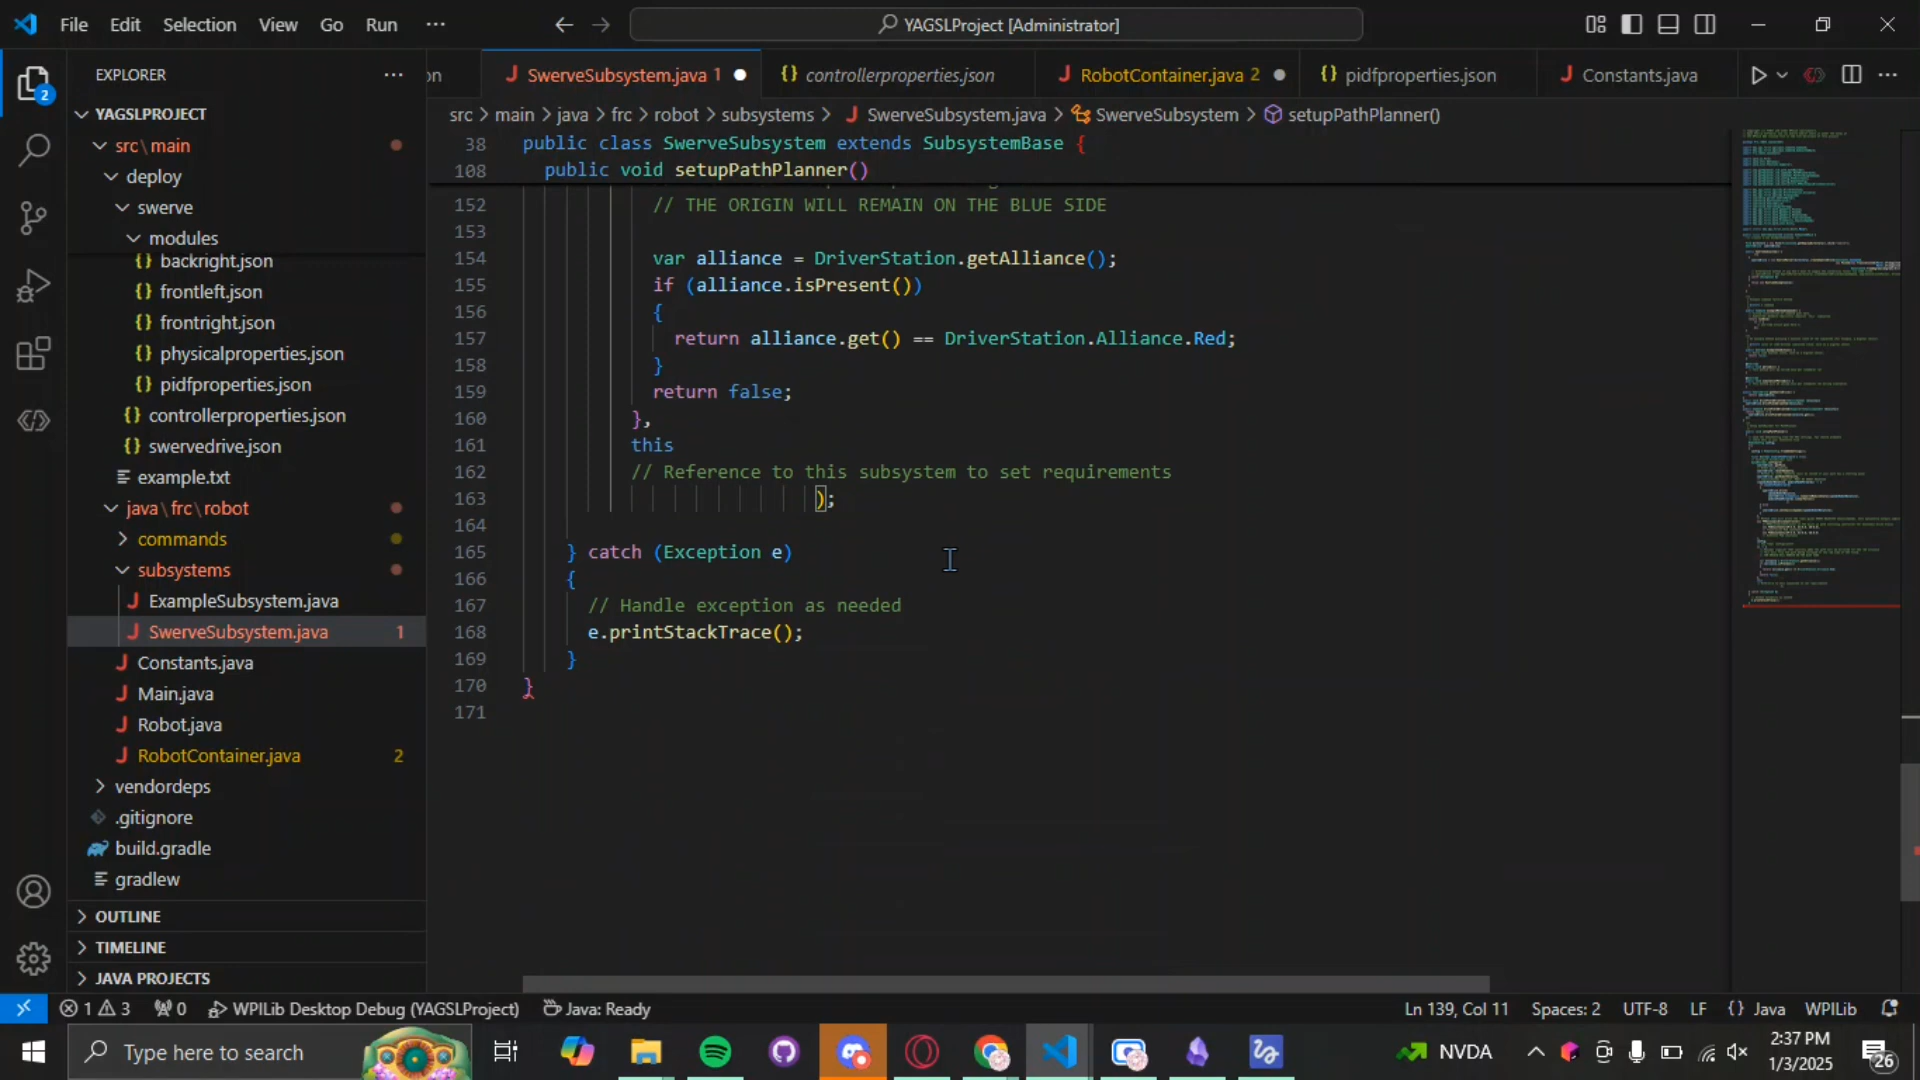 File Edit Selection View Go Run ··· YAGSLProject [Administrator]
EXPLORER
on SwerveSubsystem.java 1 controllerproperties.json RobotContainer.java 2 pidfproperties.json Constants.java
YAGSLPROJECT
src\main
deploy
swerve
modules
backright.json
frontleft.json
frontright.json
physicalproperties.json
pidfproperties.json
controllerproperties.json
swervedrive.json
example.txt
java\frc\robot
commands
subsystems
ExampleSubsystem.java
SwerveSubsystem.java 1
Constants.java
Main.java
Robot.java
RobotContainer.java 2
vendordeps
.gitignore
build.gradle
gradlew
OUTLINE
TIMELINE
JAVA PROJECTS
2
src > main > java > frc > robot > subsystems > SwerveSubsystem.java > SwerveSubsystem > setupPathPlanner()
38 public class SwerveSubsystem extends SubsystemBase {
108 public void setupPathPlanner()
152 // THE ORIGIN WILL REMAIN ON THE BLUE SIDE
153
154 var alliance = DriverStation.getAlliance();
155 if (alliance.isPresent())
156 {
157 return alliance.get() == DriverStation.Alliance.Red;
158 }
159 return false;
160 },
161 this
162 // Reference to this subsystem to set requirements
163 );
164
165 } catch (Exception e)
166 {
167 // Handle exception as needed
168 e.printStackTrace();
169 }
170 }
171
1 3 0 WPILib Desktop Debug (YAGSLProject) Java: Ready Ln 139, Col 11 Spaces: 2 UTF-8 LF {} Java WPILib
Type here to search NVDA 2:37 PM
1/3/2025
26